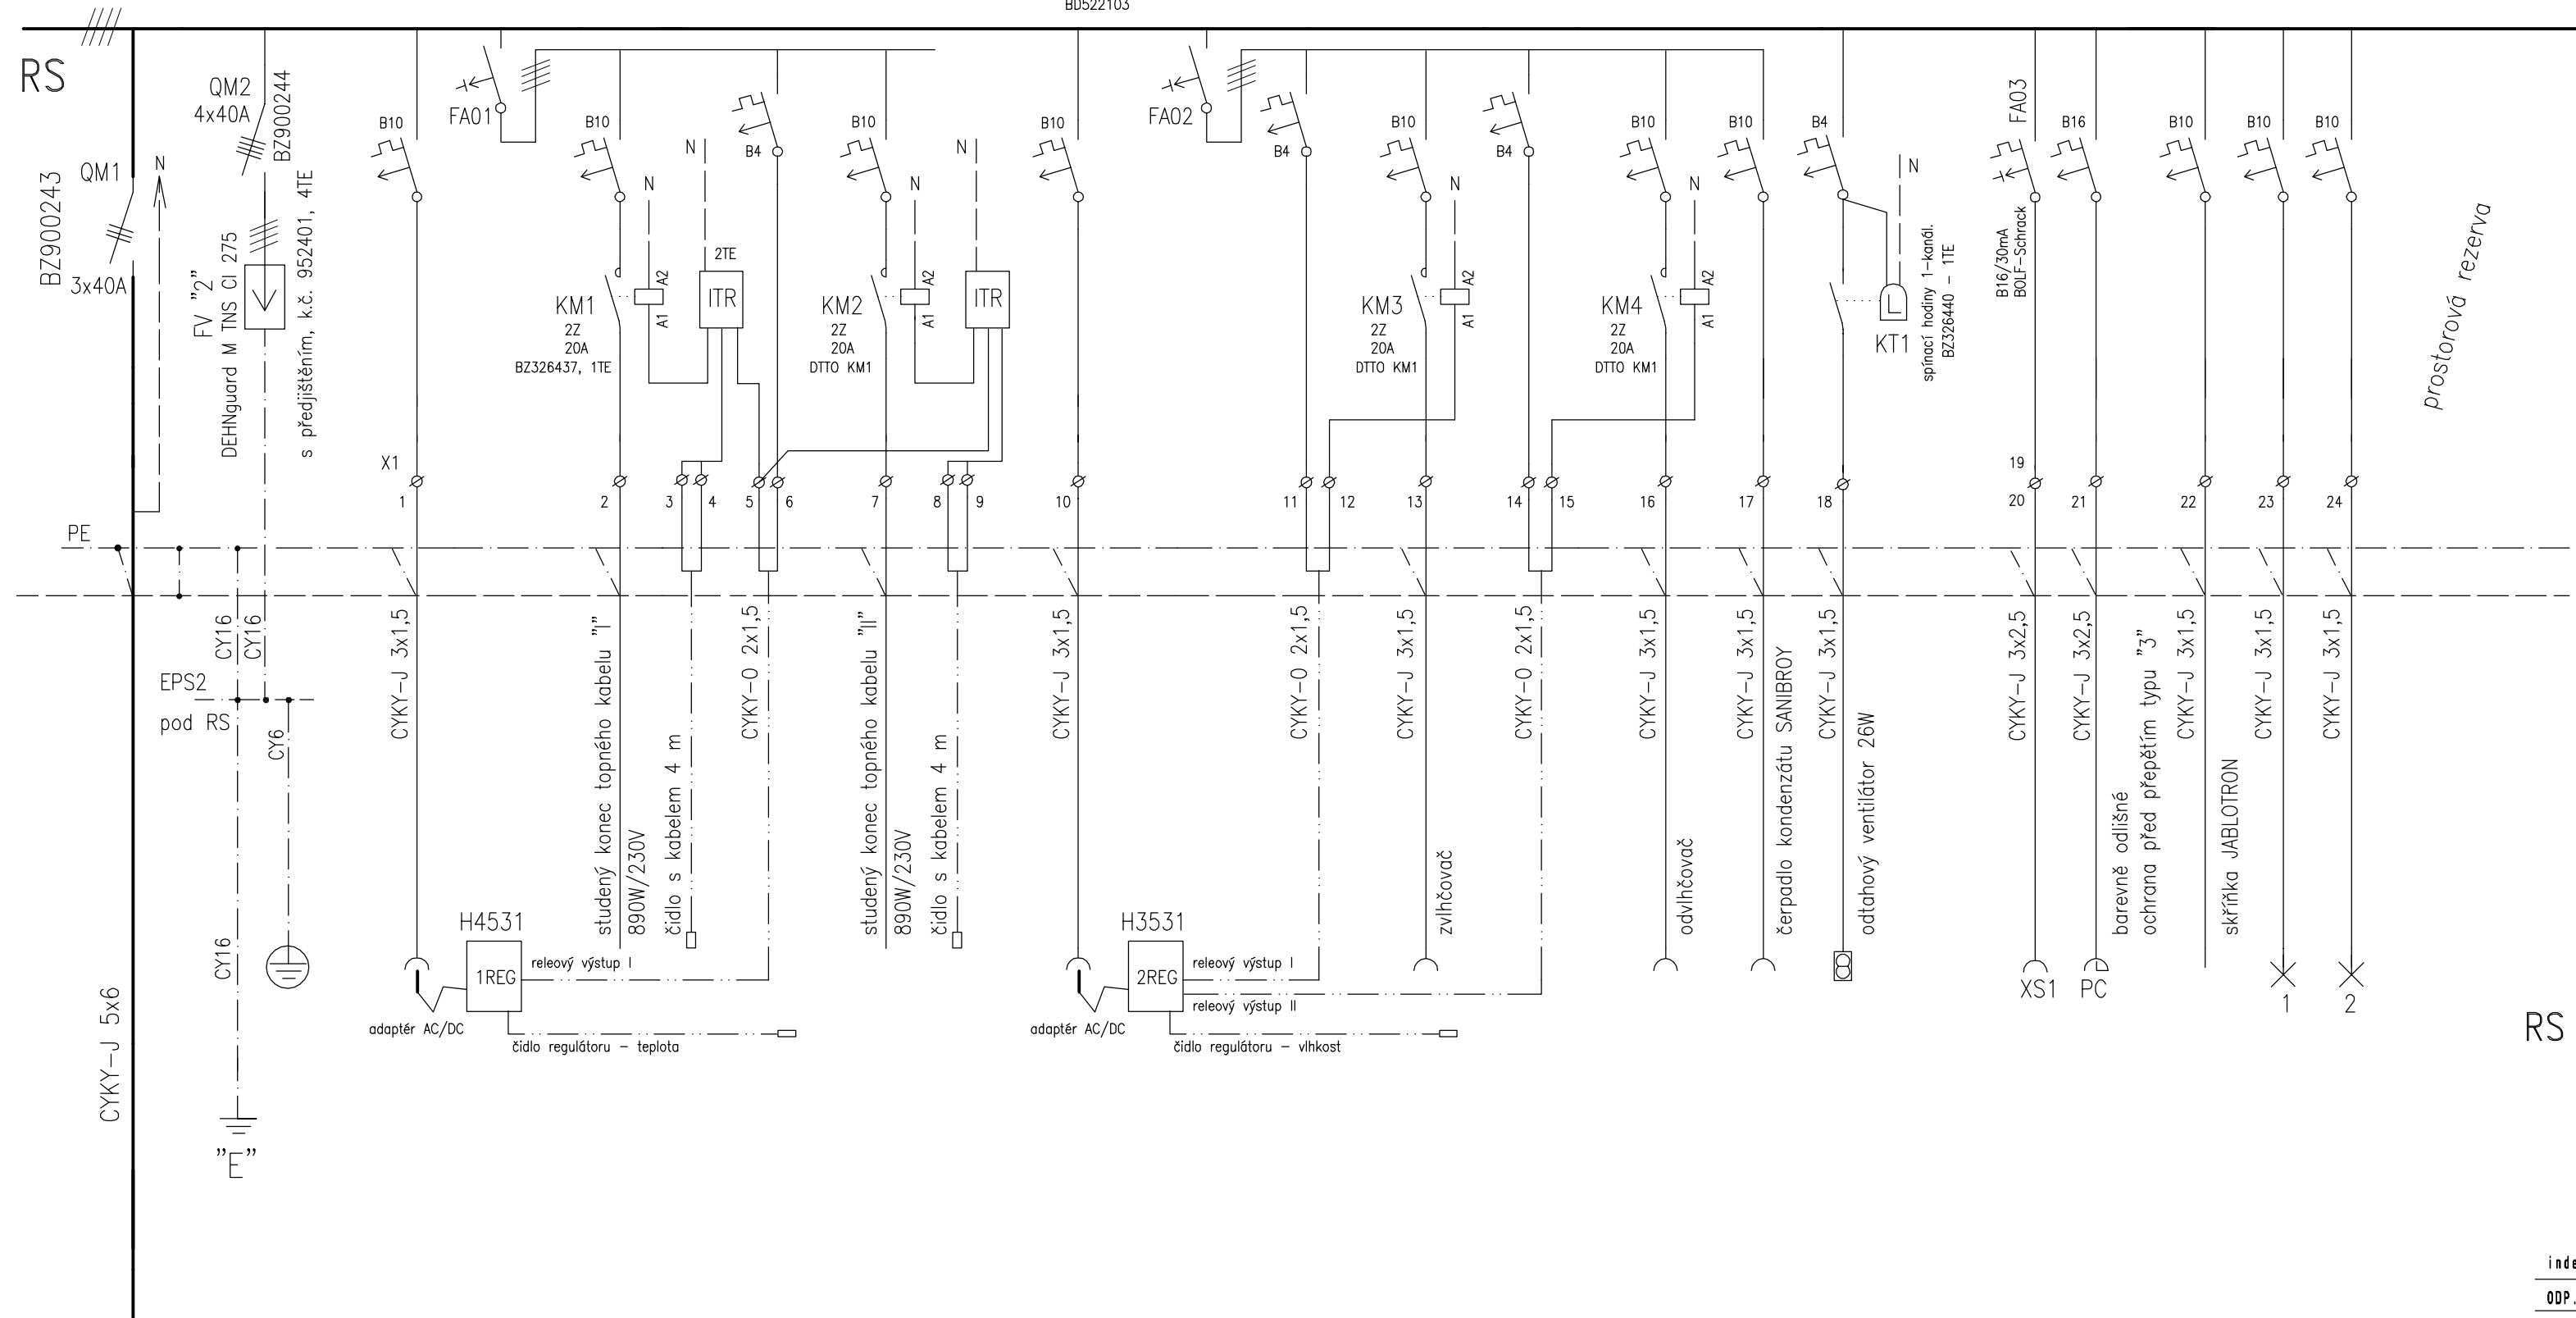 BD522103
RS
QM1
BZ900243
3x40A
N
QM2
4x40A
BZ900244
FV "2"
DEHNguard M TNS CI 275
s předjištěním, k.č. 952401, 4TE
B10
FA01
B10
N
KM1
2Z
20A
BZ326437, 1TE
A2
A1
N
2TE
ITR
B4
B10
N
KM2
2Z
20A
DTTO KM1
A2
A1
N
ITR
B10
FA02
B4
B10
N
KM3
2Z
20A
DTTO KM1
A2
A1
B4
B10
N
KM4
2Z
20A
DTTO KM1
A2
A1
B10
B4
N
KT1
spínací hodiny 1-kanál.
BZ326440 - 1TE
FA03
B16/30mA
BOLF-Schrack
B16
B10
B10
B10
prostorová rezerva
X1
1
2
3
4
5
6
7
8
9
10
11
12
13
14
15
16
17
18
19
20
21
22
23
24
PE
CY16
CY16
EPS2
pod RS
CY6
CY16
"E"
CYKY-J 5x6
CYKY-J 3x1,5
studený konec topného kabelu "I"
890W/230V
čidlo s kabelem 4 m
CYKY-O 2x1,5
studený konec topného kabelu "II"
890W/230V
čidlo s kabelem 4 m
CYKY-J 3x1,5
CYKY-O 2x1,5
CYKY-J 3x1,5
zvlhčovač
CYKY-O 2x1,5
CYKY-J 3x1,5
odvlhčovač
CYKY-J 3x1,5
čerpadlo kondenzátu SANIBROY
CYKY-J 3x1,5
odtahový ventilátor 26W
CYKY-J 3x2,5
CYKY-J 3x2,5
barevně odlišné
ochrana před přepětím typu "3"
CYKY-J 3x1,5
skříňka JABLOTRON
CYKY-J 3x1,5
CYKY-J 3x1,5
H4531
1REG
releový výstup I
adaptér AC/DC
čidlo regulátoru - teplota
H3531
2REG
releový výstup I
releový výstup II
adaptér AC/DC
čidlo regulátoru - vlhkost
XS1
PC
1
2
RS
inde
ODP.